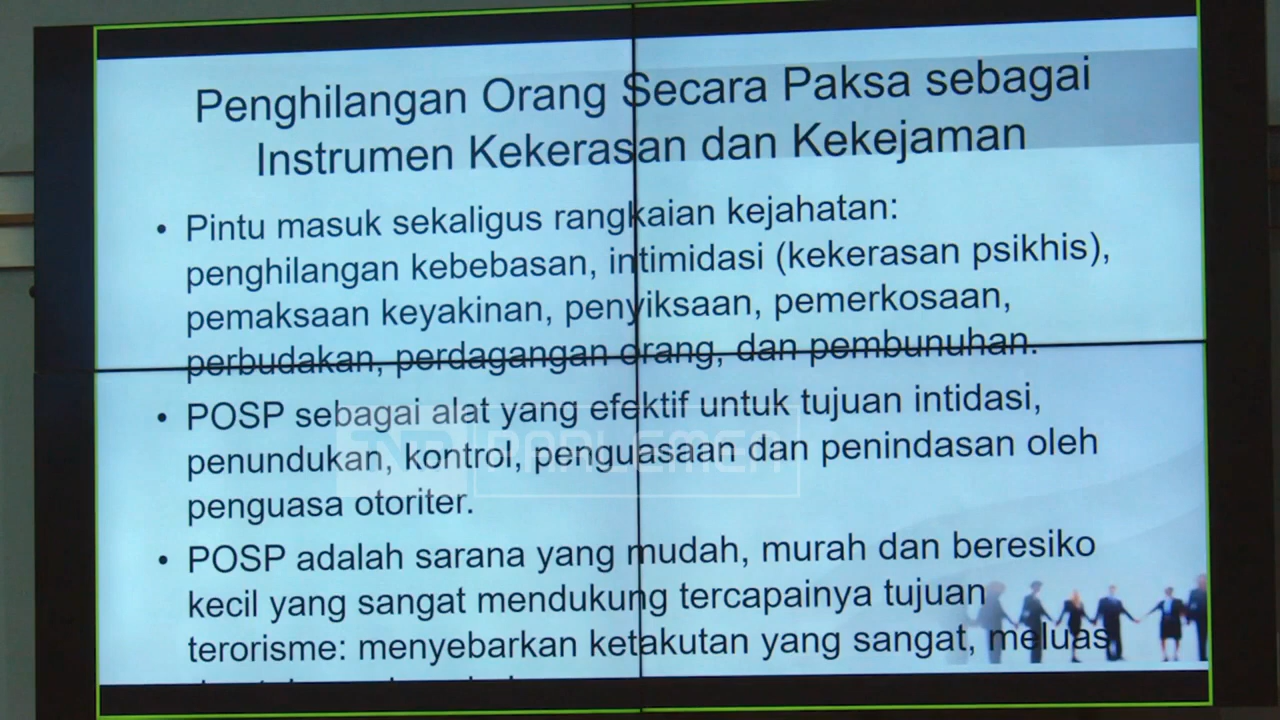 Penghilangan Orang Secara Paksa sebagai
Instrumen Kekerasan dan Kekejaman
• Pintu masuk sekaligus rangkaian kejahatan:
penghilangan kebebasan, intimidasi (kekerasan psikhis),
pemaksaan keyakinan, penyiksaan, pemerkosaan,
perbudakan, perdagangan orang, dan pembunuhan.
• POSP sebagai alat yang efektif untuk tujuan intidasi,
penundukan, kontrol, penguasaan dan penindasan oleh
penguasa otoriter.
PARLEMEN
• POSP adalah sarana yang mudah, murah dan beresiko
kecil yang sangat mendukung tercapainya tujuan
terorisme: menyebarkan ketakutan yang sangat, meluas